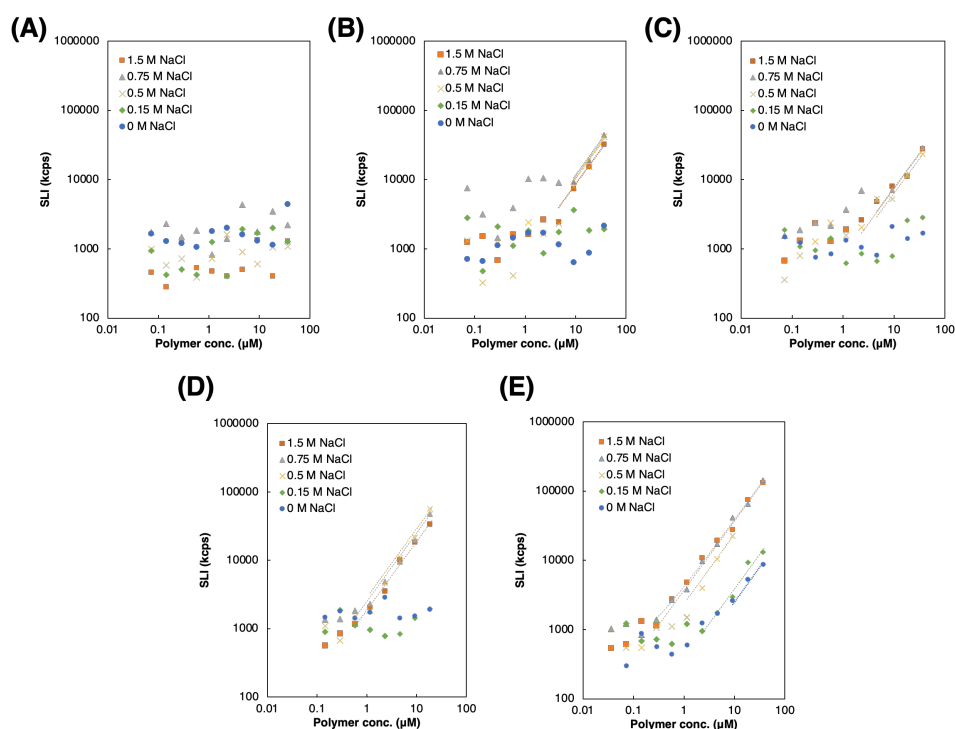 (A)
1000000
100000
10000
1000
100
SLI (kcps)
1.5 M NaCl
0.75 M NaCl
0.5 M NaCl
0.15 M NaCl
0 M NaCl
0.01 0.1 1 10 100
Polymer conc. (µM)
(B)
1000000
100000
10000
1000
100
SLI (kcps)
1.5 M NaCl
0.75 M NaCl
0.5 M NaCl
0.15 M NaCl
0 M NaCl
0.01 0.1 1 10 100
Polymer conc. (µM)
(C)
1000000
100000
10000
1000
100
SLI (kcps)
1.5 M NaCl
0.75 M NaCl
0.5 M NaCl
0.15 M NaCl
0 M NaCl
0.01 0.1 1 10 100
Polymer conc. (µM)
(D)
1000000
100000
10000
1000
100
SLI (kcps)
1.5 M NaCl
0.75 M NaCl
0.5 M NaCl
0.15 M NaCl
0 M NaCl
0.01 0.1 1 10 100
Polymer conc. (µM)
(E)
1000000
100000
10000
1000
100
SLI (kcps)
1.5 M NaCl
0.75 M NaCl
0.5 M NaCl
0.15 M NaCl
0 M NaCl
0.01 0.1 1 10 100
Polymer conc. (µM)